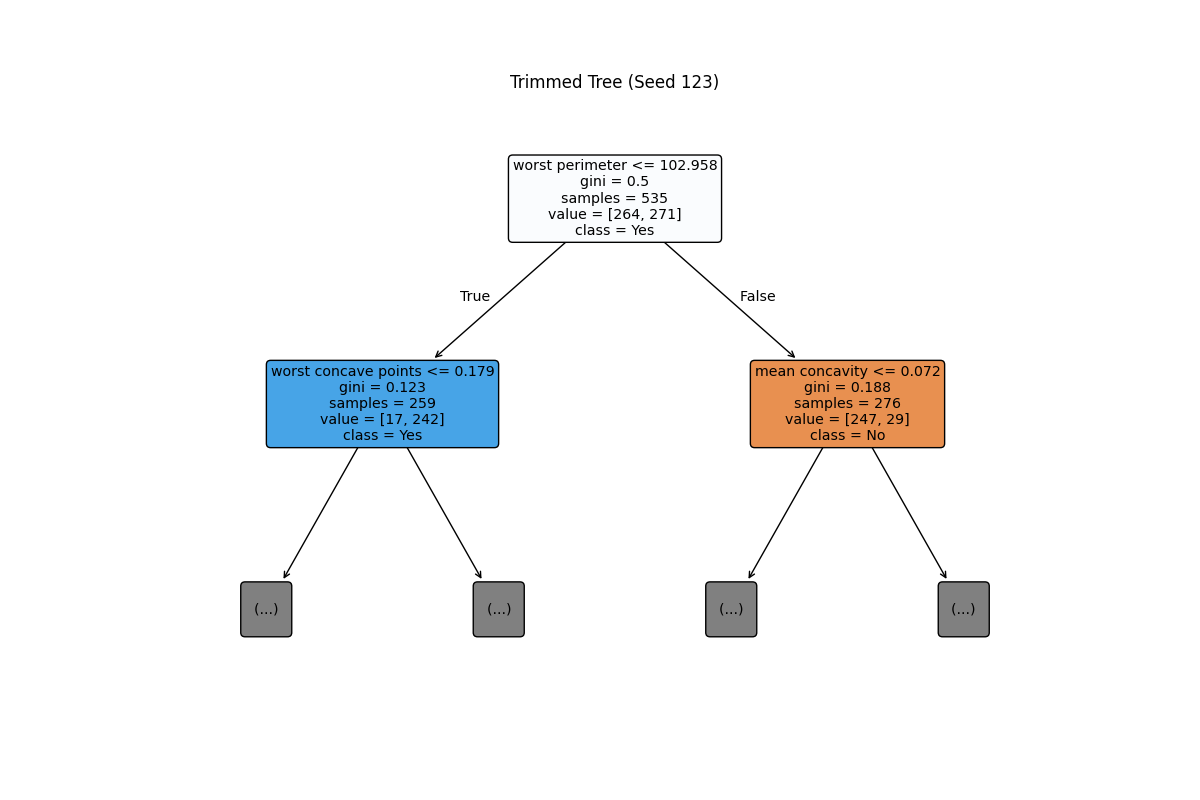 Trimmed Tree (Seed 123)
worst perimeter <= 102.958
gini = 0.5
samples = 535
value = [264, 271]
class = Yes
True
False
worst concave points <= 0.179
gini = 0.123
samples = 259
value = [17, 242]
class = Yes
mean concavity <= 0.072
gini = 0.188
samples = 276
value = [247, 29]
class = No
(...)
(...)
(...)
(...)